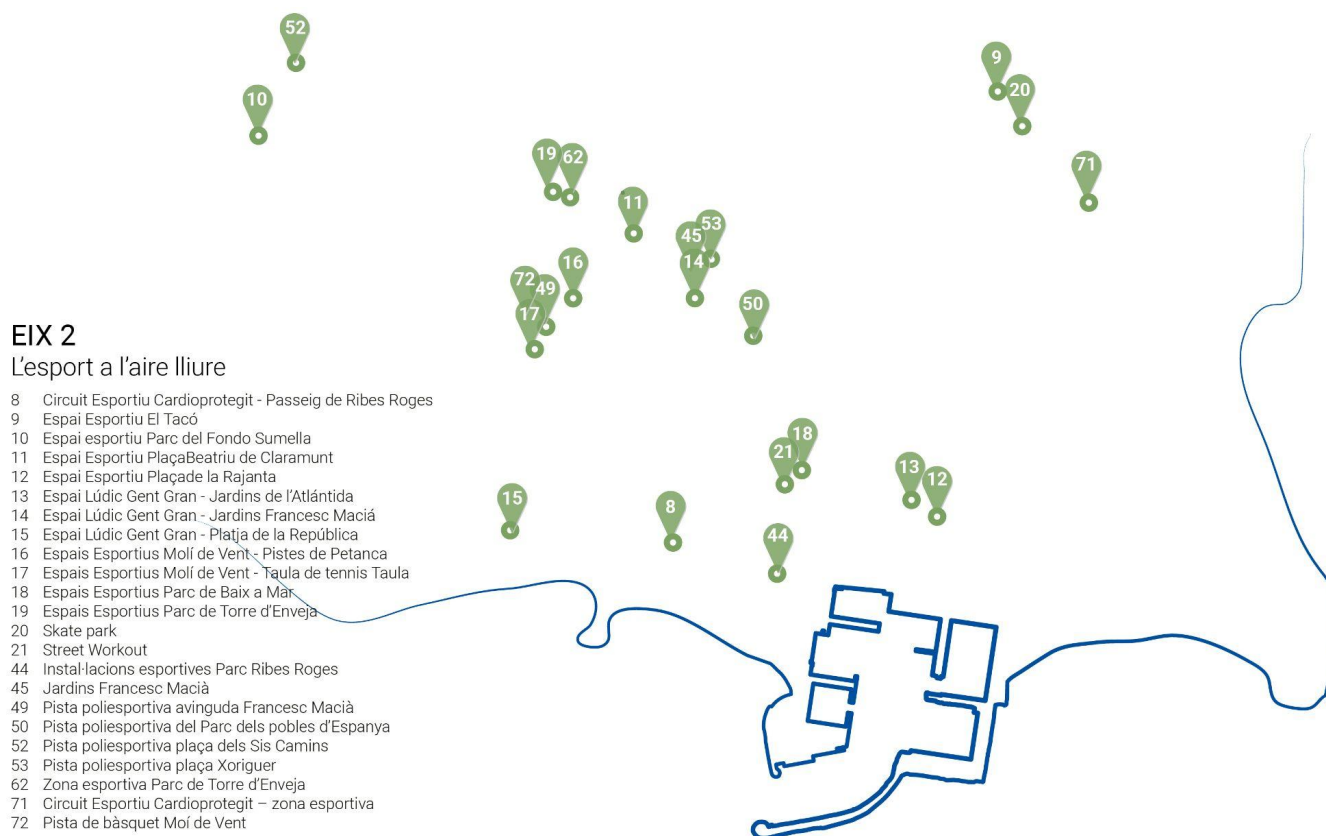 52
9
10
20
19
62
71
11
53
45
16
14
72
49
50
17
EIX 2
L'esport a l'aire lliure
8 Circuit Esportiu Cardioprotegit - Passeig de Ribes Roges
9 Espai Esportiu El Tacó
10 Espai esportiu Parc del Fondo Sumella
11 Espai Esportiu PlaçaBeatriu de Claramunt
12 Espai Esportiu Plaçade la Rajanta
13 Espai Lúdic Gent Gran - Jardins de l'Atlántida
14 Espai Lúdic Gent Gran - Jardins Francesc Maciá
15 Espai Lúdic Gent Gran - Platja de la República
16 Espais Esportius Molí de Vent - Pistes de Petanca
17 Espais Esportius Molí de Vent - Taula de tennis Taula
18 Espais Esportius Parc de Baix a Mar
19 Espais Esportius Parc de Torre d'Enveja
20 Skate park
21 Street Workout
44 Instal·lacions esportives Parc Ribes Roges
45 Jardins Francesc Macià
49 Pista poliesportiva avinguda Francesc Macià
50 Pista poliesportiva del Parc dels pobles d'Espanya
52 Pista poliesportiva plaça dels Sis Camins
53 Pista poliesportiva plaça Xoriguer
62 Zona esportiva Parc de Torre d'Enveja
71 Circuit Esportiu Cardioprotegit – zona esportiva
72 Pista de bàsquet Moí de Vent
18
21
13
12
15
8
44